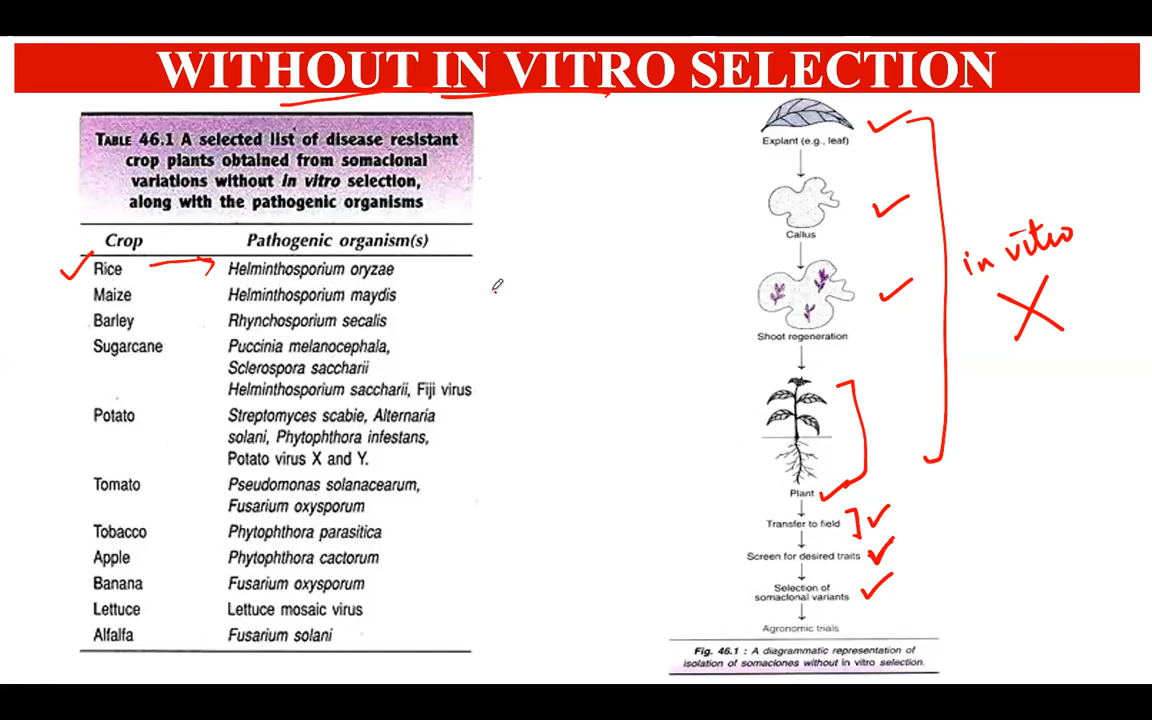 WITHOUT IN VITRO SELECTION
TABLE 46.1 A selected list of disease resistant
crop plants obtained from somaclonal
variations without in vitro selection,
along with the pathogenic organisms
Crop Pathogenic organism(s)
Rice Helminthosporium oryzae
Maize Helminthosporium maydis
Barley Rhynchosporium secalis
Sugarcane Puccinia melanocephala,
Sclerospora saccharii
Helminthosporium saccharii, Fiji virus
Potato Streptomyces scabie, Alternaria
solani, Phytophthora infestans,
Potato virus X and Y.
Tomato Pseudomonas solanacearum,
Fusarium oxysporum
Tobacco Phytophthora parasitica
Apple Phytophthora cactorum
Banana Fusarium oxysporum
Lettuce Lettuce mosaic virus
Alfalfa Fusarium solani
Explant (e.g., leaf)
Callus
Shoot regeneration
Plant
Transfer to field
Screen for desired traits
Selection of
somaclonal variants
Agronomic trials
Fig. 46.1 : A diagrammatic representation of
isolation of somaclones without in vitro selection.
in vitro